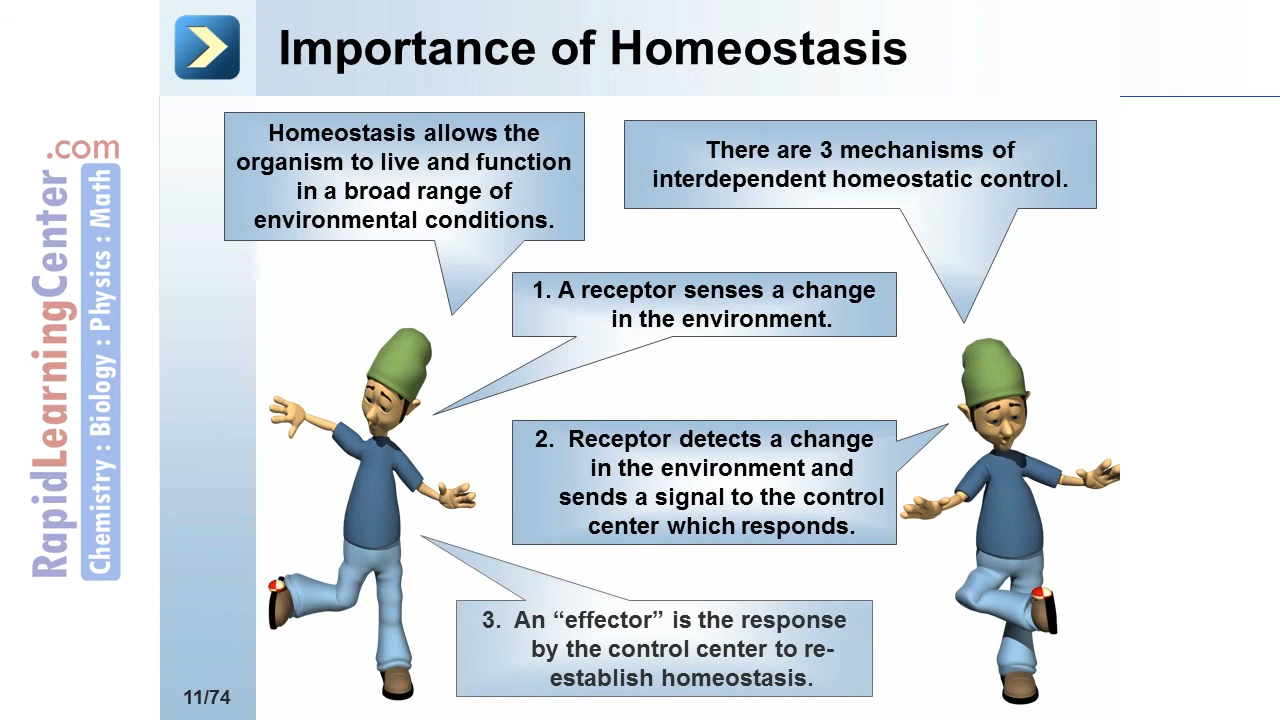 Importance of Homeostasis
Homeostasis allows the
organism to live and function
in a broad range of
environmental conditions.
There are 3 mechanisms of
interdependent homeostatic control.
1. A receptor senses a change
in the environment.
2. Receptor detects a change
in the environment and
sends a signal to the control
center which responds.
3. An “effector” is the response
by the control center to re-
establish homeostasis.
11/74
RapidLearningCenter.com
Chemistry : Biology : Physics : Math